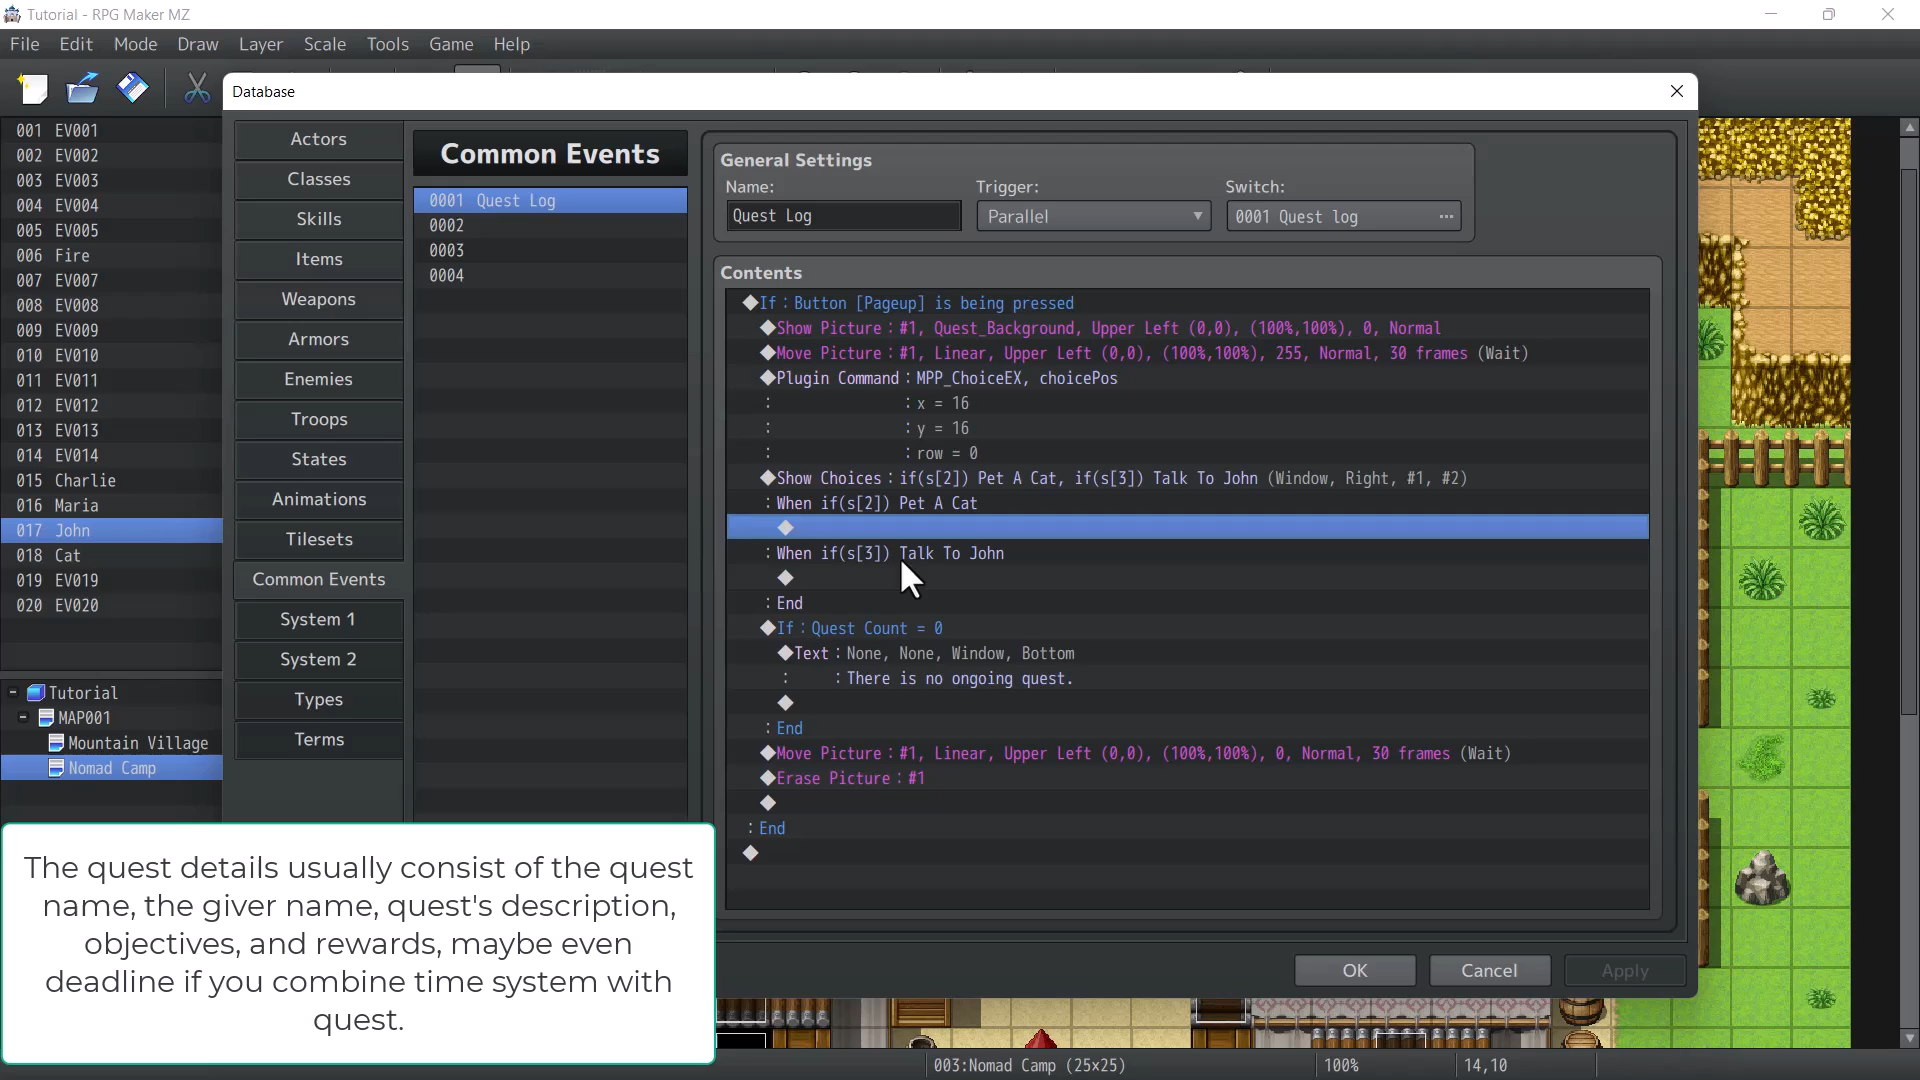 Tutorial - RPG Maker MZ
File Edit Mode Draw Layer Scale Tools Game Help
Database
001 EV001
002 EV002
003 EV003
004 EV004
005 EV005
006 Fire
007 EV007
008 EV008
009 EV009
010 EV010
011 EV011
012 EV012
013 EV013
014 EV014
015 Charlie
016 Maria
017 John
018 Cat
019 EV019
020 EV020
Tutorial
MAP001
Mountain Village
Nomad Camp
Actors
Classes
Skills
Items
Weapons
Armors
Enemies
Troops
States
Animations
Tilesets
Common Events
System 1
System 2
Types
Terms
Common Events
0001 Quest Log
0002
0003
0004
General Settings
Name: Trigger: Switch:
Quest Log Parallel 0001 Quest log ...
Contents
◆If : Button [Pageup] is being pressed
◆Show Picture : #1, Quest_Background, Upper Left (0,0), (100%,100%), 0, Normal
◆Move Picture : #1, Linear, Upper Left (0,0), (100%,100%), 255, Normal, 30 frames (Wait)
◆Plugin Command : MPP_ChoiceEX, choicePos
: : x = 16
: : y = 16
: : row = 0
◆Show Choices : if(s[2]) Pet A Cat, if(s[3]) Talk To John (Window, Right, #1, #2)
: When if(s[2]) Pet A Cat
◆
: When if(s[3]) Talk To John
◆
: End
◆If : Quest Count = 0
◆Text : None, None, Window, Bottom
: : There is no ongoing quest.
◆
: End
◆Move Picture : #1, Linear, Upper Left (0,0), (100%,100%), 0, Normal, 30 frames (Wait)
◆Erase Picture : #1
◆
: End
◆
OK Cancel Apply
The quest details usually consist of the quest
name, the giver name, quest's description,
objectives, and rewards, maybe even
deadline if you combine time system with
quest.
003:Nomad Camp (25x25) 100% 14,10